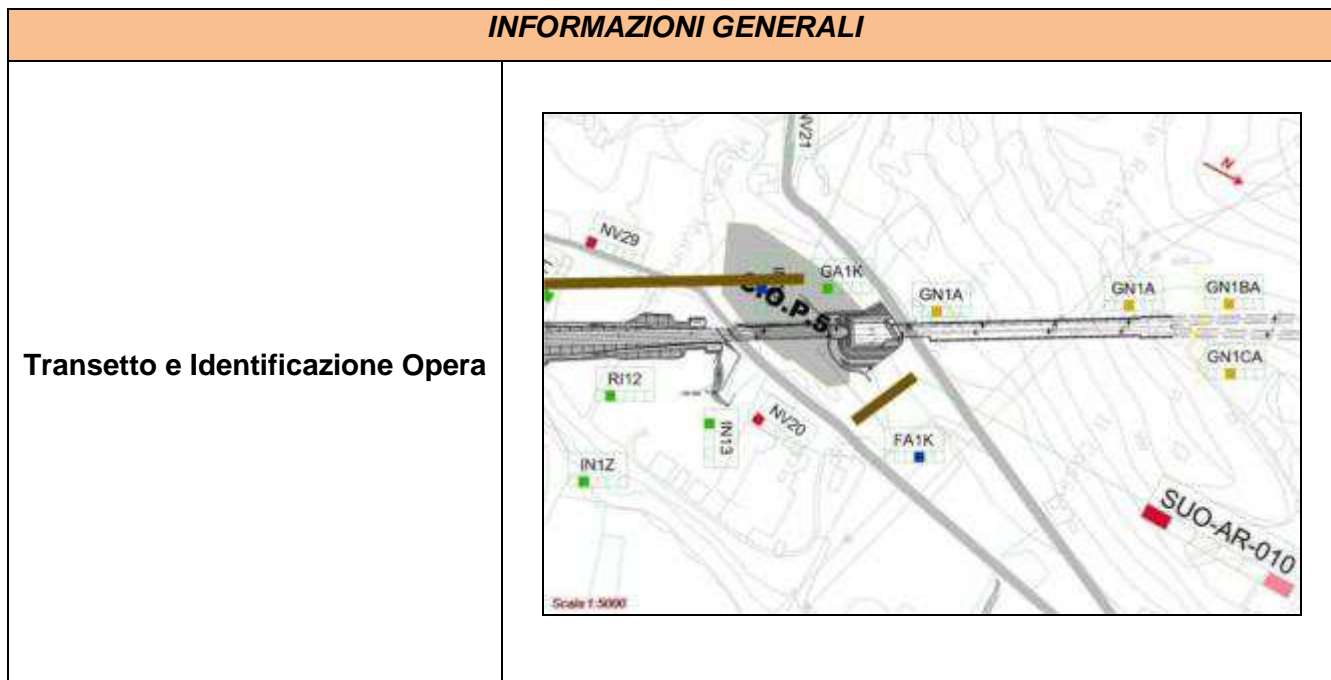 INFORMAZIONI GENERALI
Transetto e Identificazione Opera
NV21
N
NV29
GA1K
C.O.P.5
GN1A
GN1A
GN1BA
GN1CA
RI12
NV20
IN13
FA1K
IN1Z
SUO-AR-010
Scala 1:5000